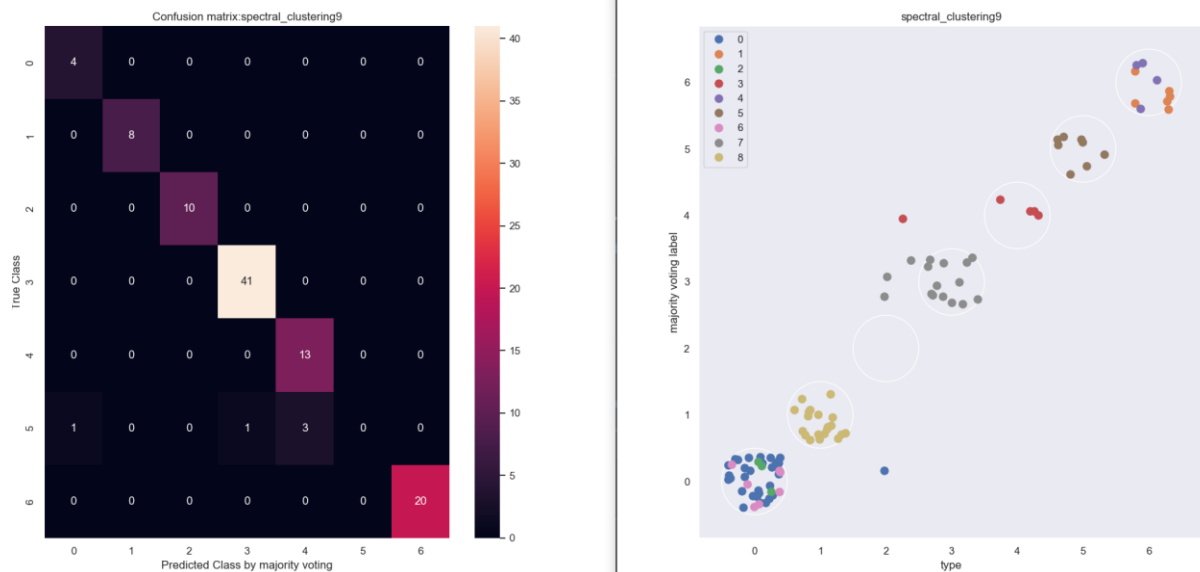 Confusion matrix:spectral_clustering9
True Class
0 4 0 0 0 0 0 0
1 0 8 0 0 0 0 0
2 0 0 10 0 0 0 0
3 0 0 0 41 0 0 0
4 0 0 0 0 13 0 0
5 1 0 0 1 3 0 0
6 0 0 0 0 0 0 20
0 1 2 3 4 5 6
Predicted Class by majority voting
40
35
30
25
20
15
10
5
0
spectral_clustering9
0
1
2
3
4
5
6
7
8
majority voting label
6
5
4
3
2
1
0
0 1 2 3 4 5 6
type